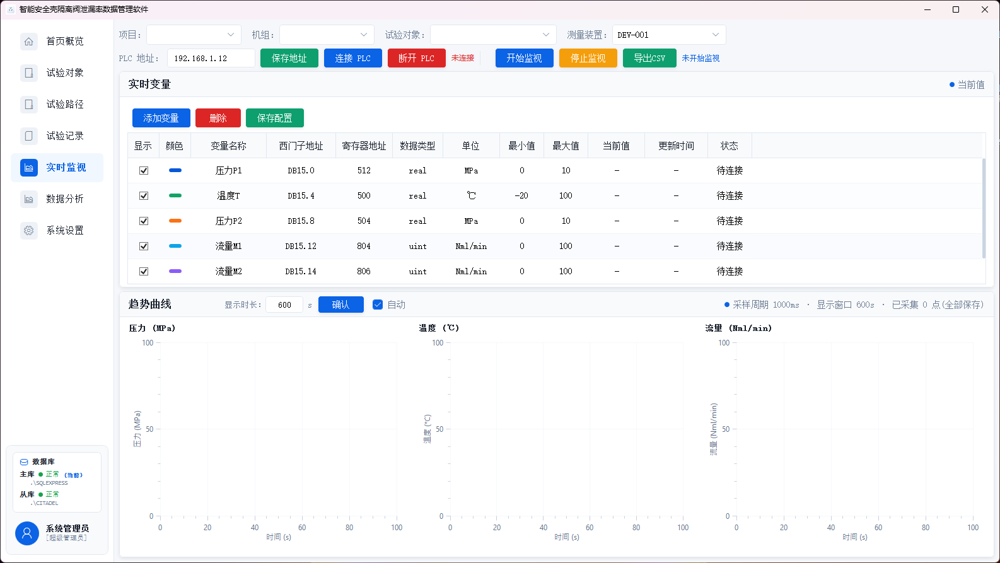 智能安全壳隔离阀泄漏率数据管理软件
首页概览
试验对象
试验路径
试验记录
实时监视
数据分析
系统设置
数据库
主库 正常 (当前)
.\SQLEXPRESS
从库 正常
.\CITADEL
系统管理员
[超级管理员]
项目: 机组: 试验对象: 测量装置: DEV-001
PLC 地址: 192.168.1.12 保存地址 连接 PLC 断开 PLC 未连接 开始监视 停止监视 导出CSV 未开始监视
实时变量 当前值
添加变量 删除 保存配置
显示 颜色 变量名称 西门子地址 寄存器地址 数据类型 单位 最小值 最大值 当前值 更新时间 状态
压力P1 DB15.0 512 real MPa 0 10 — — 待连接
温度T DB15.4 500 real ℃ -20 100 — — 待连接
压力P2 DB15.8 504 real MPa 0 10 — — 待连接
流量M1 DB15.12 804 uint Nml/min 0 100 — — 待连接
流量M2 DB15.14 806 uint Nml/min 0 100 — — 待连接
趋势曲线 显示时长: 600 s 确认 自动 采样周期 1000ms · 显示窗口 600s · 已采集 0 点(全部保存)
压力 (MPa)
100
50
0
压力 (MPa)
0 20 40 60 80 100
时间 (s)
温度 (℃)
100
50
0
温度 (℃)
0 20 40 60 80 100
时间 (s)
流量 (Nml/min)
100
50
0
流量 (Nml/min)
0 20 40 60 80 100
时间 (s)